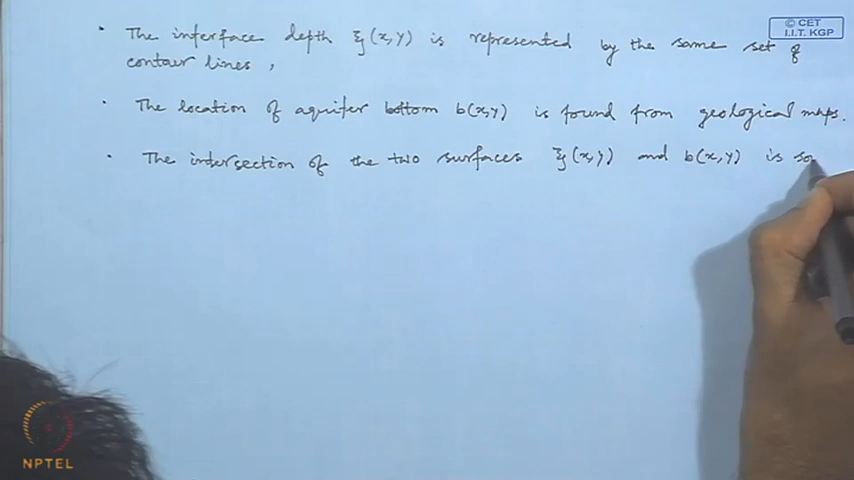 © CET
I.I.T. KGP
• The interface depth ξ(x,y) is represented by the same set of
contour lines,
• The location of aquifer bottom b(x,y) is found from geological maps.
• The intersection of the two surfaces ξ(x,y) and b(x,y) is so
NPTEL